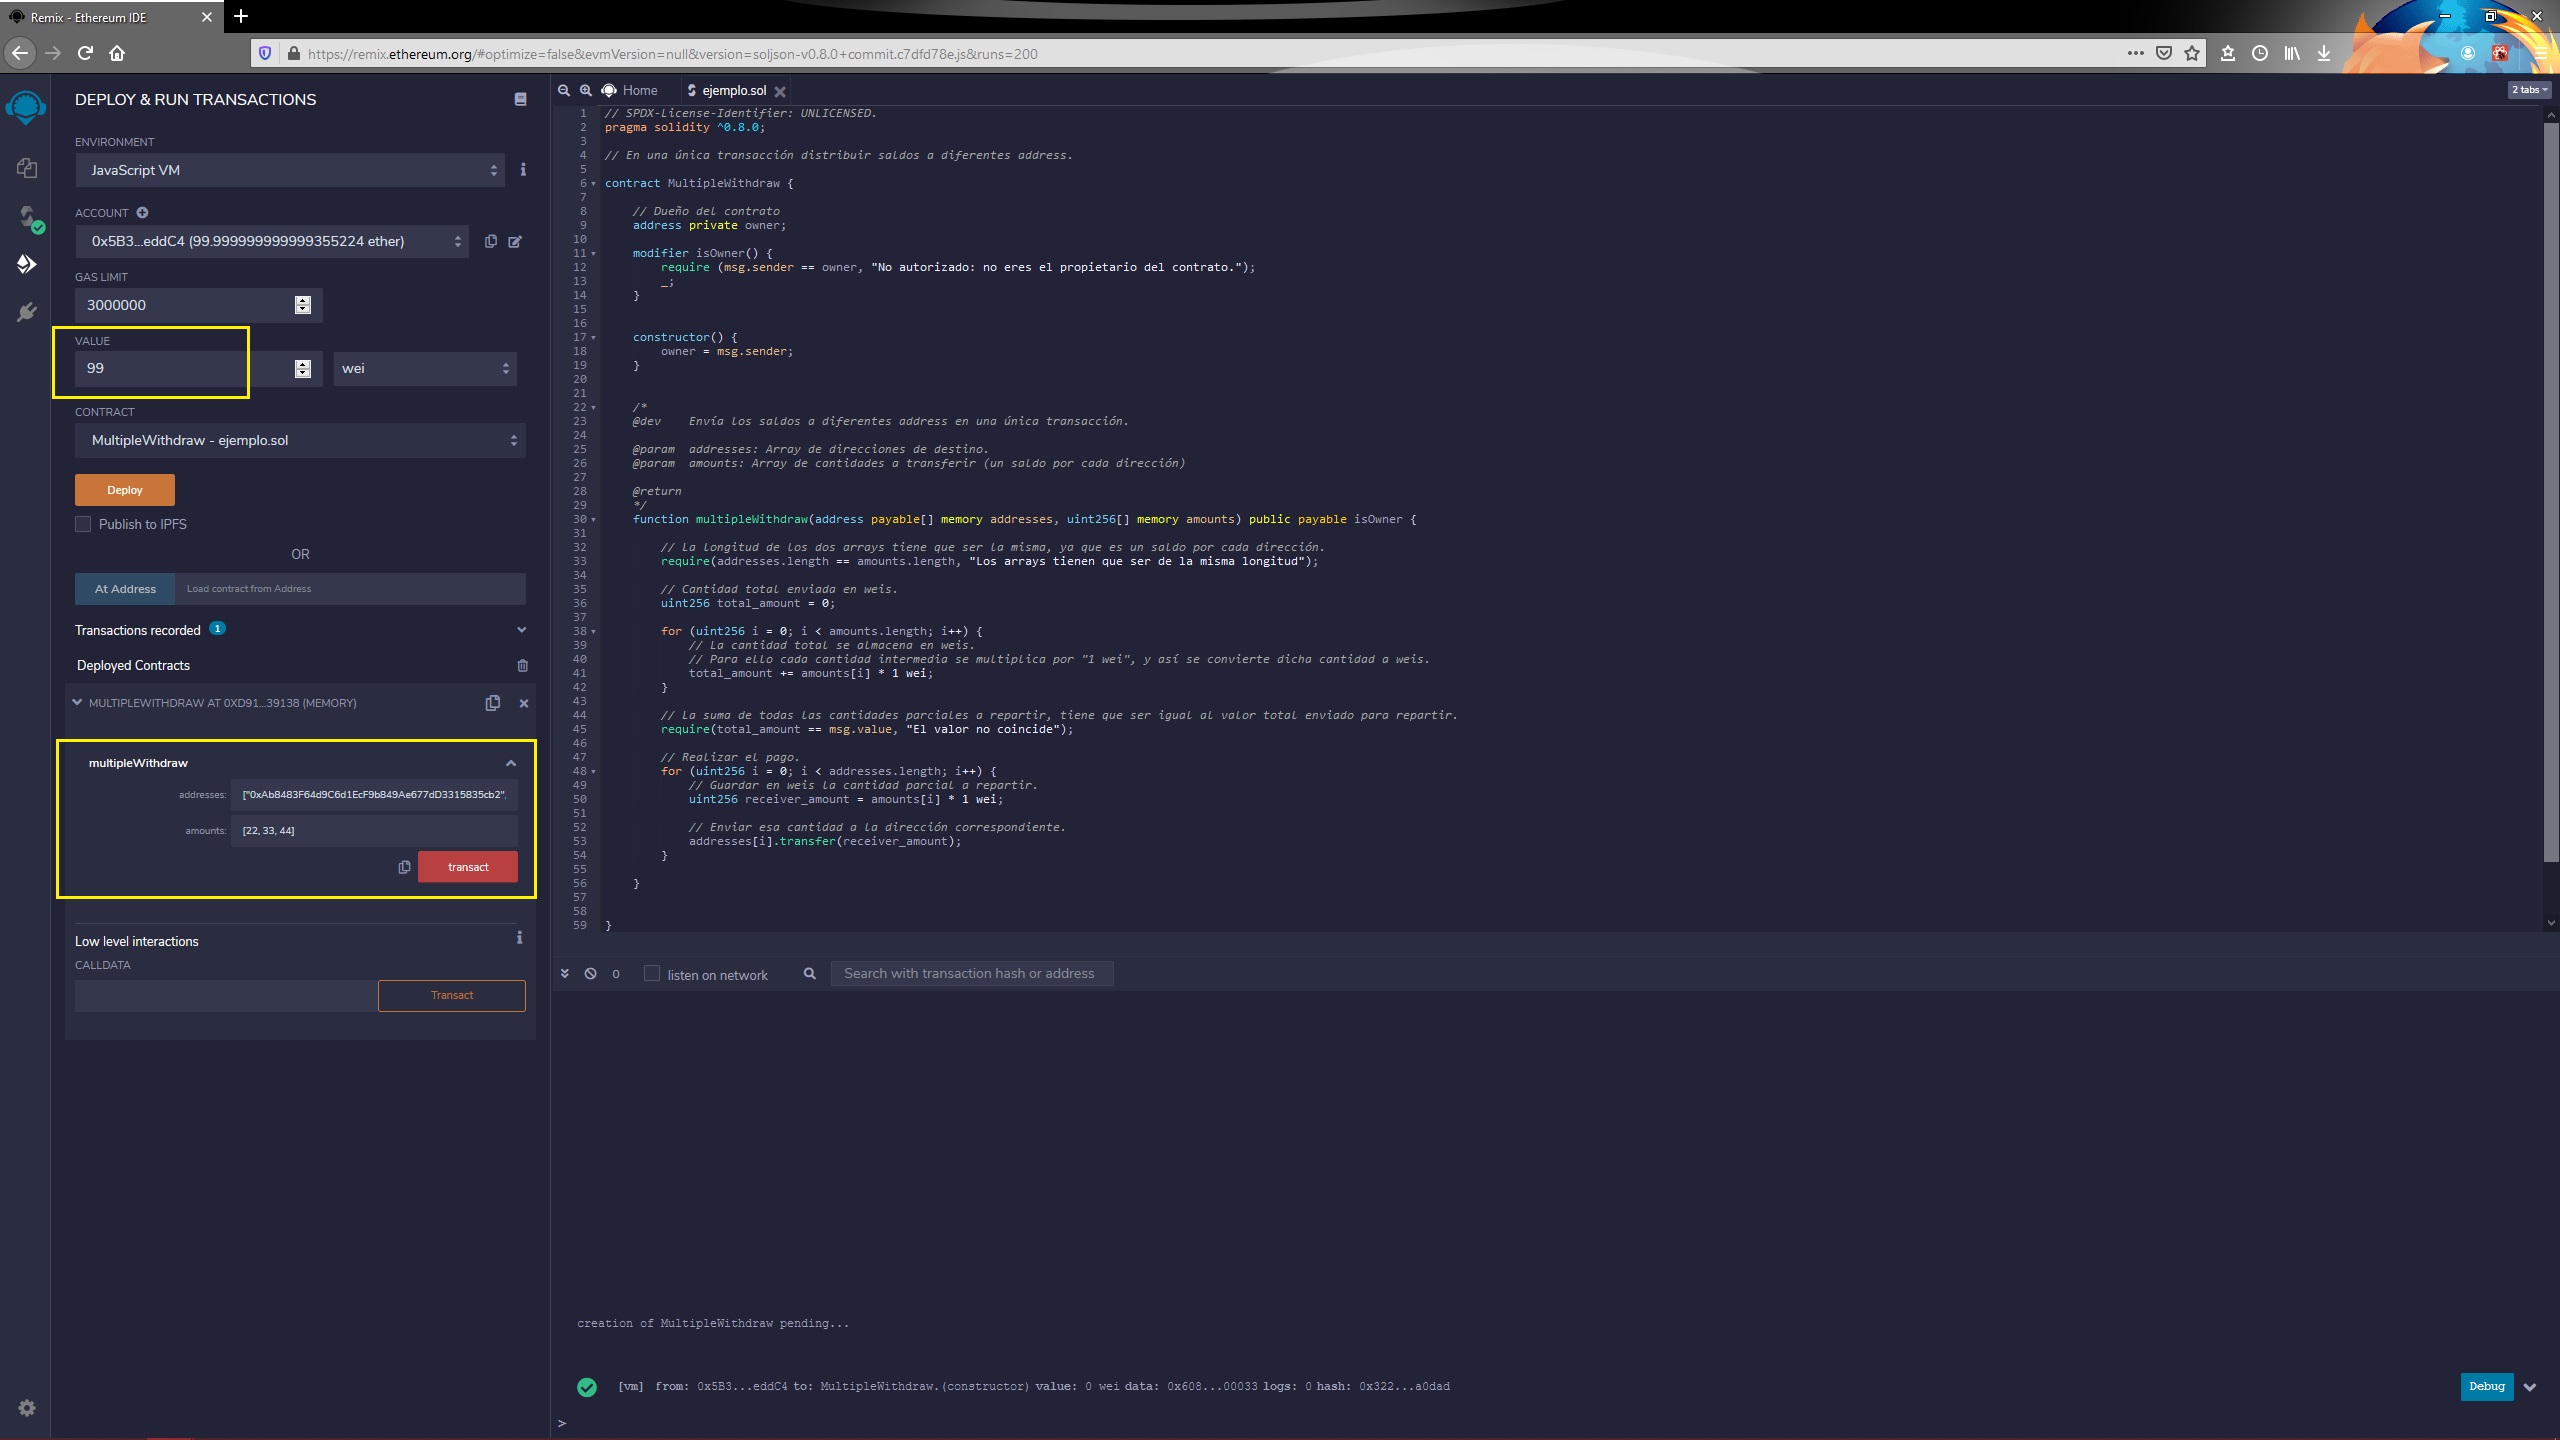 Remix - Ethereum IDE
https://remix.ethereum.org/#optimize=false&evmVersion=null&version=soljson-v0.8.0+commit.c7dfd78e.js&runs=200
DEPLOY & RUN TRANSACTIONS
ENVIRONMENT
JavaScript VM
ACCOUNT
0x5B3...eddC4 (99.999999999999355224 ether)
GAS LIMIT
3000000
VALUE
99
wei
CONTRACT
MultipleWithdraw - ejemplo.sol
Deploy
Publish to IPFS
OR
At Address
Load contract from Address
Transactions recorded 1
Deployed Contracts
MULTIPLEWITHDRAW AT 0XD91...39138 (MEMORY)
multipleWithdraw
addresses: ["0xAb8483F64d9C6d1EcF9b849Ae677dD3315835cb2",
amounts: [22, 33, 44]
transact
Low level interactions
CALLDATA
Transact
Home
ejemplo.sol
2 tabs
1 // SPDX-License-Identifier: UNLICENSED.
2 pragma solidity ^0.8.0;
3
4 // En una única transacción distribuir saldos a diferentes address.
5
6 contract MultipleWithdraw {
7
8 // Dueño del contrato
9 address private owner;
10
11 modifier isOwner() {
12 require (msg.sender == owner, "No autorizado: no eres el propietario del contrato.");
13 _;
14 }
15
16
17 constructor() {
18 owner = msg.sender;
19 }
20
21
22 /*
23 @dev Envía los saldos a diferentes address en una única transacción.
24
25 @param addresses: Array de direcciones de destino.
26 @param amounts: Array de cantidades a transferir (un saldo por cada dirección)
27
28 @return
29 */
30 function multipleWithdraw(address payable[] memory addresses, uint256[] memory amounts) public payable isOwner {
31
32 // La longitud de los dos arrays tiene que ser la misma, ya que es un saldo por cada dirección.
33 require(addresses.length == amounts.length, "Los arrays tienen que ser de la misma longitud");
34
35 // Cantidad total enviada en weis.
36 uint256 total_amount = 0;
37
38 for (uint256 i = 0; i < amounts.length; i++) {
39 // La cantidad total se almacena en weis.
40 // Para ello cada cantidad intermedia se multiplica por "1 wei", y así se convierte dicha cantidad a weis.
41 total_amount += amounts[i] * 1 wei;
42 }
43
44 // La suma de todas las cantidades parciales a repartir, tiene que ser igual al valor total enviado para repartir.
45 require(total_amount == msg.value, "El valor no coincide");
46
47 // Realizar el pago.
48 for (uint256 i = 0; i < addresses.length; i++) {
49 // Guardar en weis la cantidad parcial a repartir.
50 uint256 receiver_amount = amounts[i] * 1 wei;
51
52 // Enviar esa cantidad a la dirección correspondiente.
53 addresses[i].transfer(receiver_amount);
54 }
55
56 }
57
58
59 }
0
listen on network
Search with transaction hash or address
creation of MultipleWithdraw pending...
[vm] from: 0x5B3...eddC4 to: MultipleWithdraw.(constructor) value: 0 wei data: 0x608...00033 logs: 0 hash: 0x322...a0dad
Debug
>